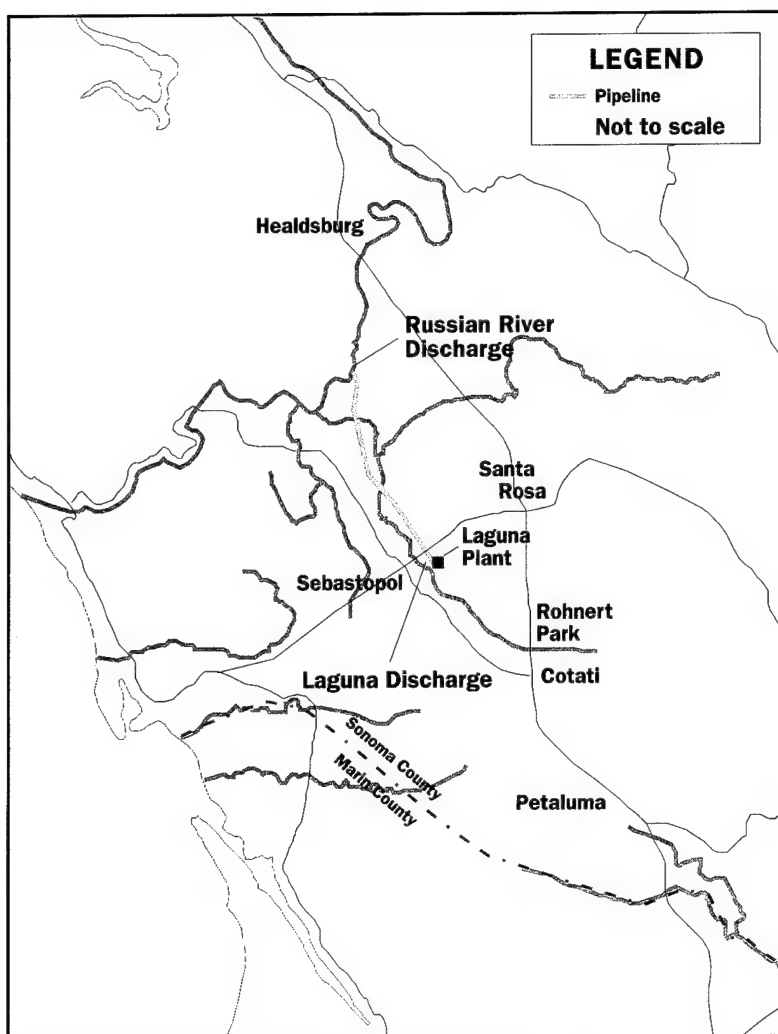 LEGEND
Pipeline
Not to scale
Healdsburg
Russian River
Discharge
Santa
Rosa
Laguna
Plant
Sebastopol
Rohnert
Park
Laguna Discharge
Cotati
Sonoma County
Marin County
Petaluma